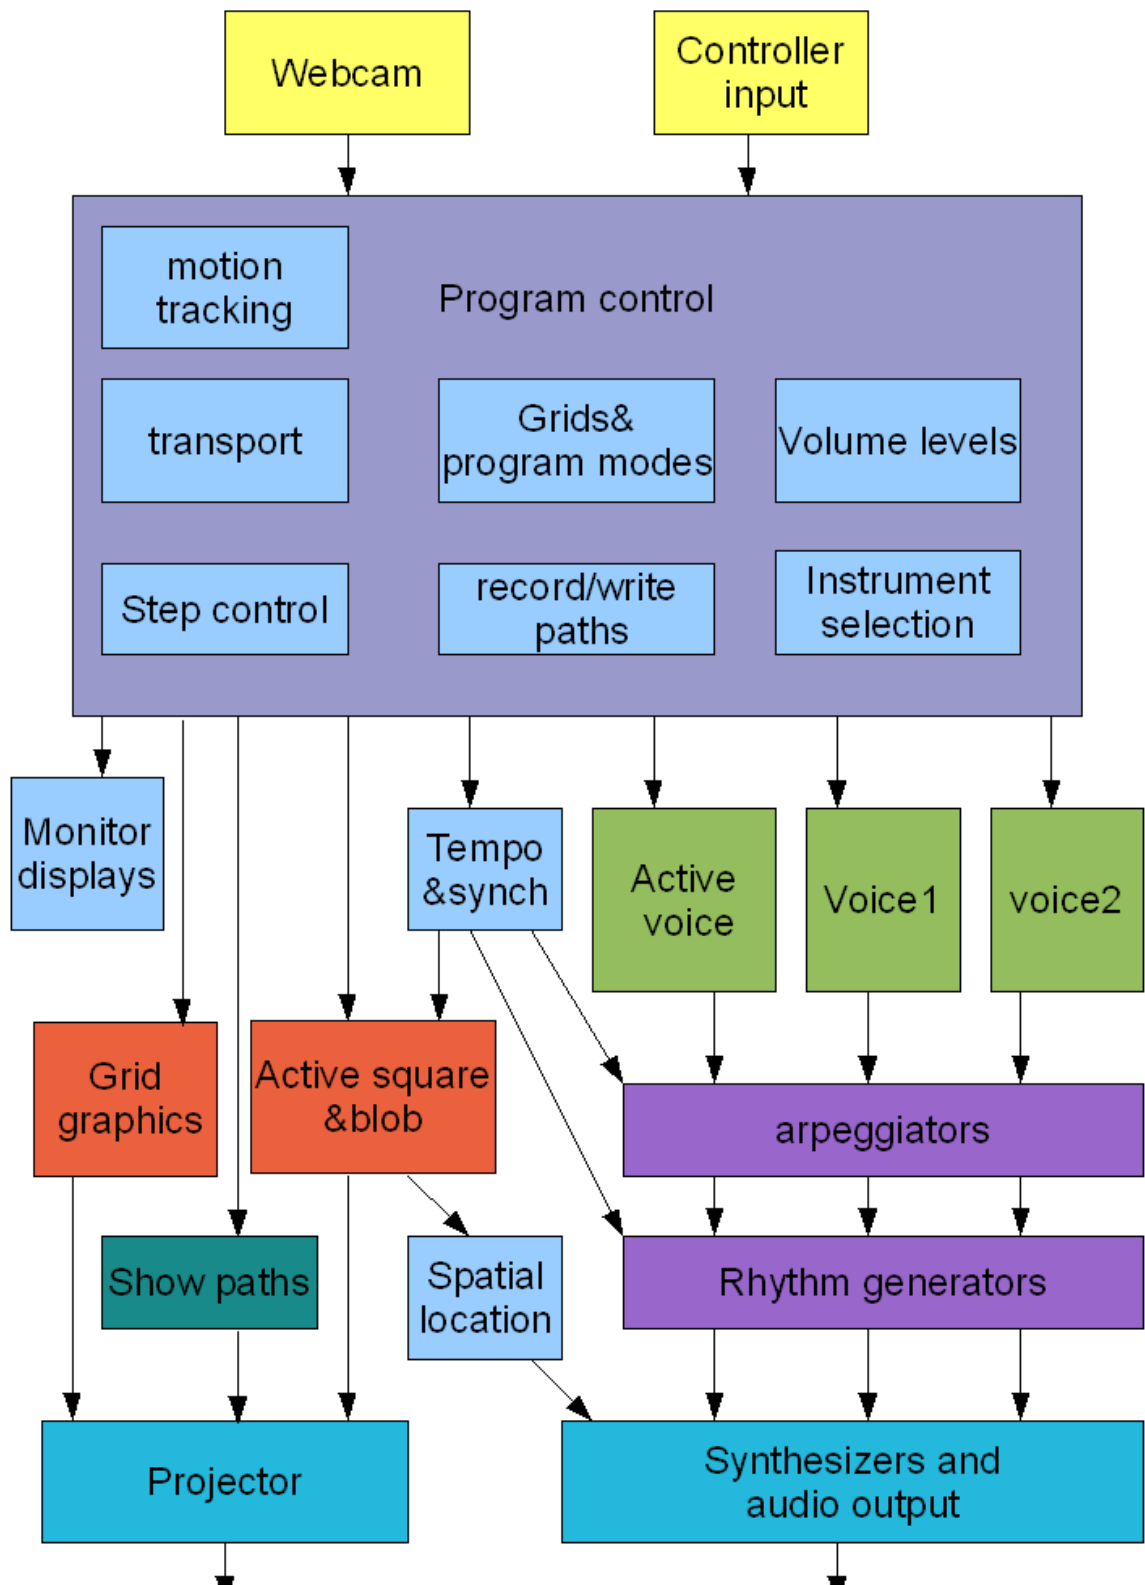 Webcam
Controller
input
motion
tracking
Program control
transport
Grids&
program modes
Volume levels
Step control
record/write
paths
Instrument
selection
Monitor
displays
Tempo
&synch
Active
voice
Voice1
voice2
Grid
graphics
Active square
&blob
arpeggiators
Show paths
Spatial
location
Rhythm generators
Projector
Synthesizers and
audio output